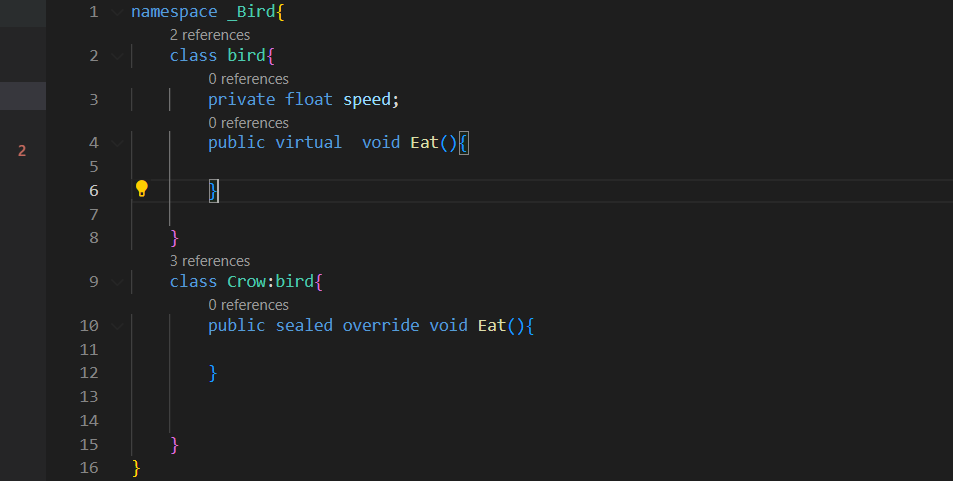 1 namespace _Bird{
2 references
2 class bird{
0 references
3 private float speed;
0 references
4 public virtual  void Eat(){
5
2
6 }
7
8 }
3 references
9 class Crow:bird{
0 references
10 public sealed override void Eat(){
11
12 }
13
14
15 }
16 }